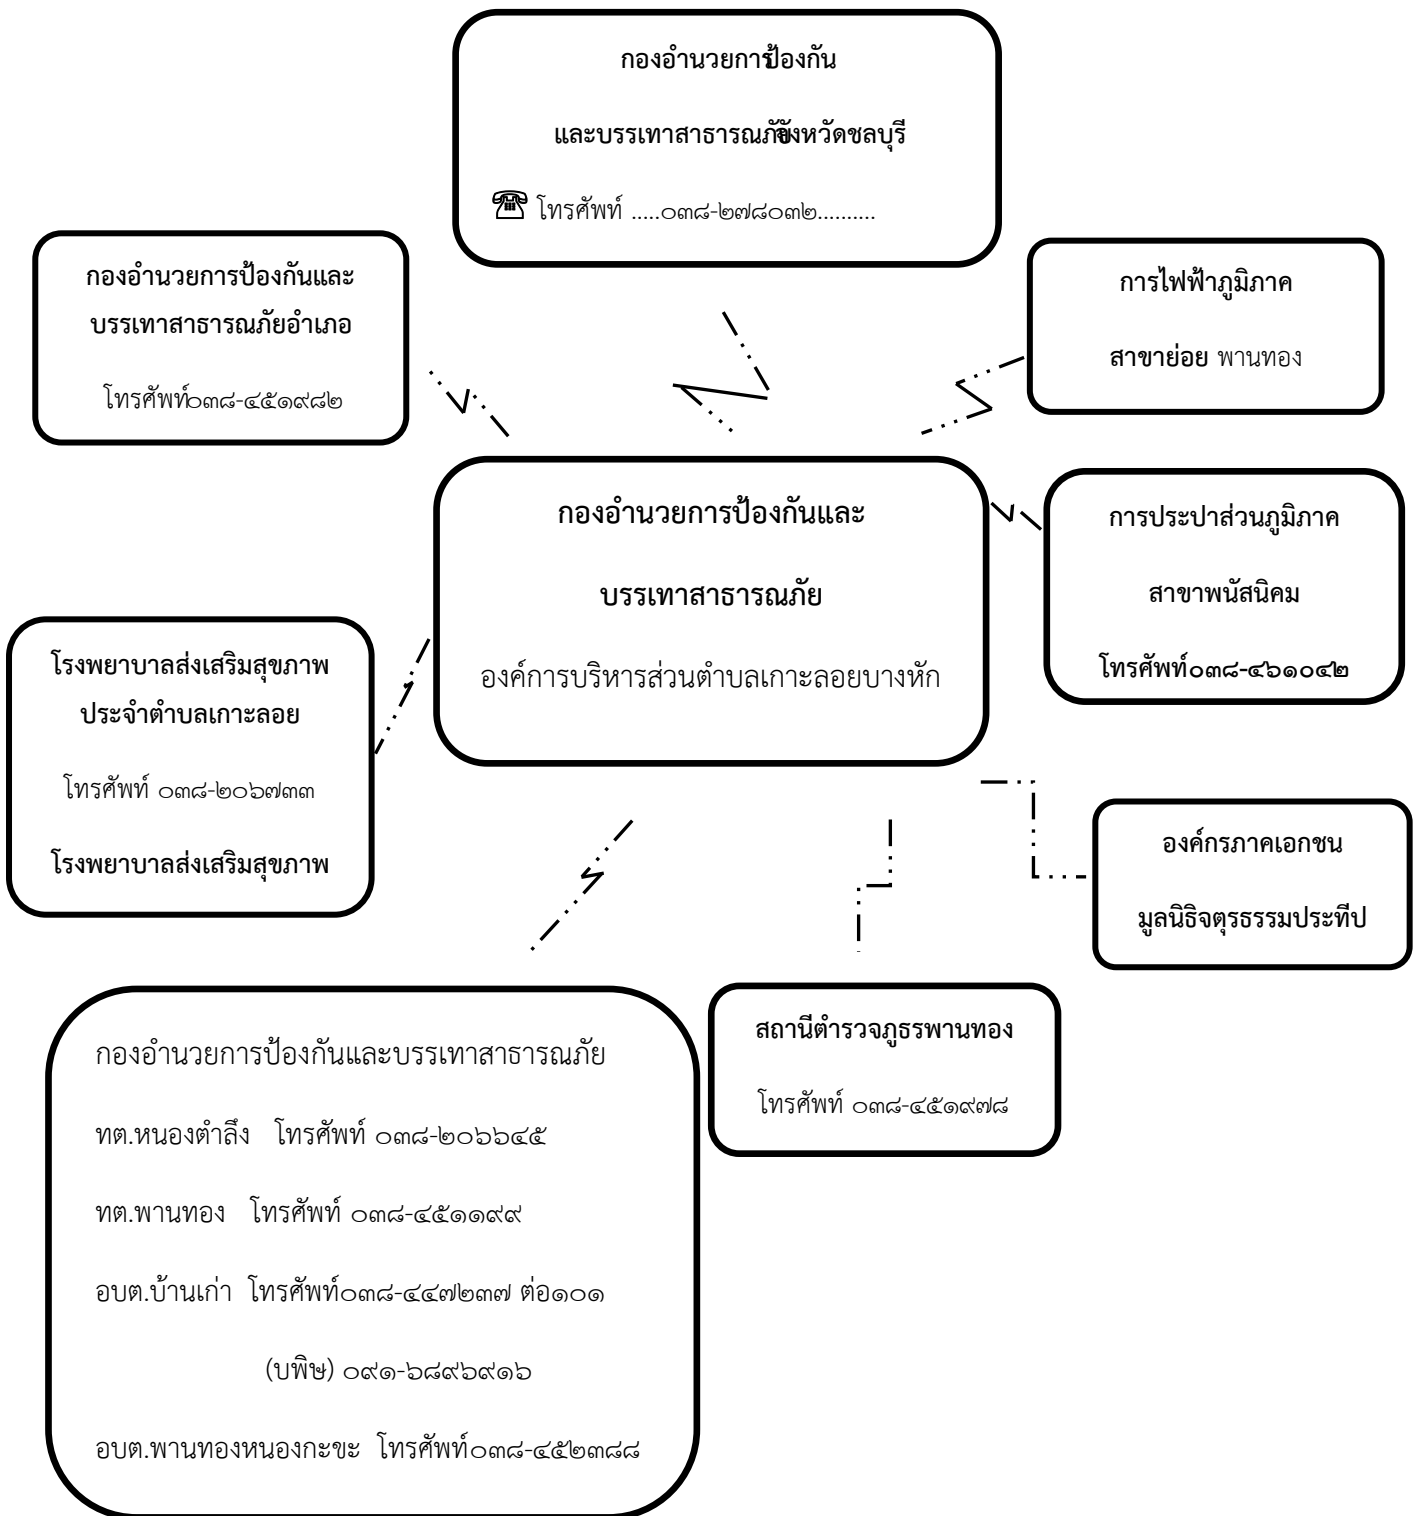 กองอำนวยการป้องกัน
และบรรเทาสาธารณภัยจังหวัดชลบุรี
☎ โทรศัพท์ .....๐๓๘-๒๗๘๐๓๒..........
กองอำนวยการป้องกันและ
บรรเทาสาธารณภัยอำเภอ
โทรศัพท์๐๓๘-๔๕๑๙๘๒
การไฟฟ้าภูมิภาค
สาขาย่อย พานทอง
กองอำนวยการป้องกันและ
บรรเทาสาธารณภัย
องค์การบริหารส่วนตำบลเกาะลอยบางหัก
การประปาส่วนภูมิภาค
สาขาพนัสนิคม
โทรศัพท์๐๓๘-๔๖๑๐๔๒
โรงพยาบาลส่งเสริมสุขภาพ
ประจำตำบลเกาะลอย
โทรศัพท์ ๐๓๘-๒๐๖๗๓๓
โรงพยาบาลส่งเสริมสุขภาพ
องค์กรภาคเอกชน
มูลนิธิจตุรธรรมประทีป
กองอำนวยการป้องกันและบรรเทาสาธารณภัย
ทต.หนองตำลึง โทรศัพท์ ๐๓๘-๒๐๖๖๔๕
ทต.พานทอง โทรศัพท์ ๐๓๘-๔๕๑๑๙๙
อบต.บ้านเก่า โทรศัพท์๐๓๘-๔๔๗๒๓๗ ต่อ๑๐๑
(บพิษ) ๐๙๑-๖๘๙๖๙๑๖
อบต.พานทองหนองกะขะ โทรศัพท์๐๓๘-๔๕๒๓๘๘
สถานีตำรวจภูธรพานทอง
โทรศัพท์ ๐๓๘-๔๕๑๙๗๘